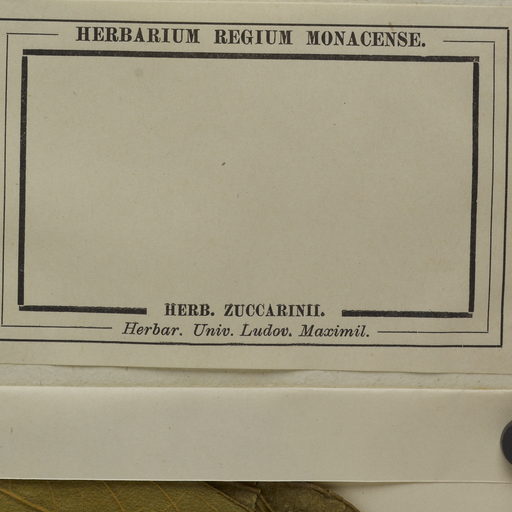 HERBARIUM REGIUM MONACENSE.
HERB. ZUCCARINII.
Herbar. Univ. Ludov. Maximil.